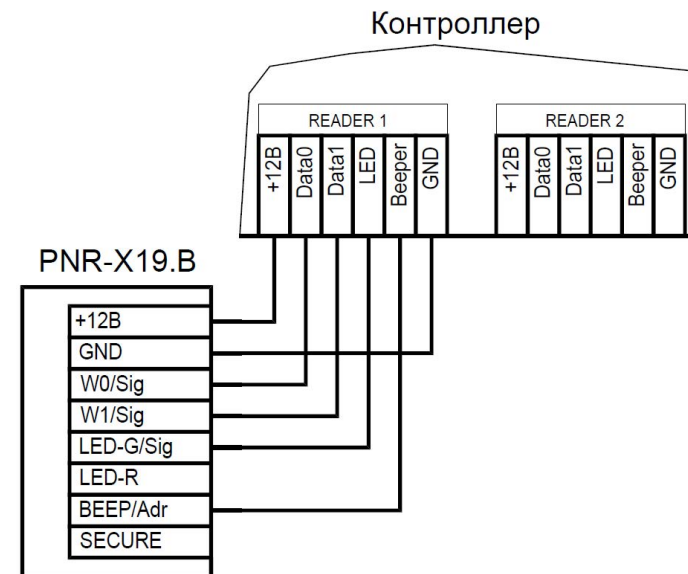 Контроллер
READER 1
READER 2
+12В
Data0
Data1
LED
Beeper
GND
+12В
Data0
Data1
LED
Beeper
GND
PNR-X19.B
+12В
GND
W0/Sig
W1/Sig
LED-G/Sig
LED-R
BEEP/Adr
SECURE